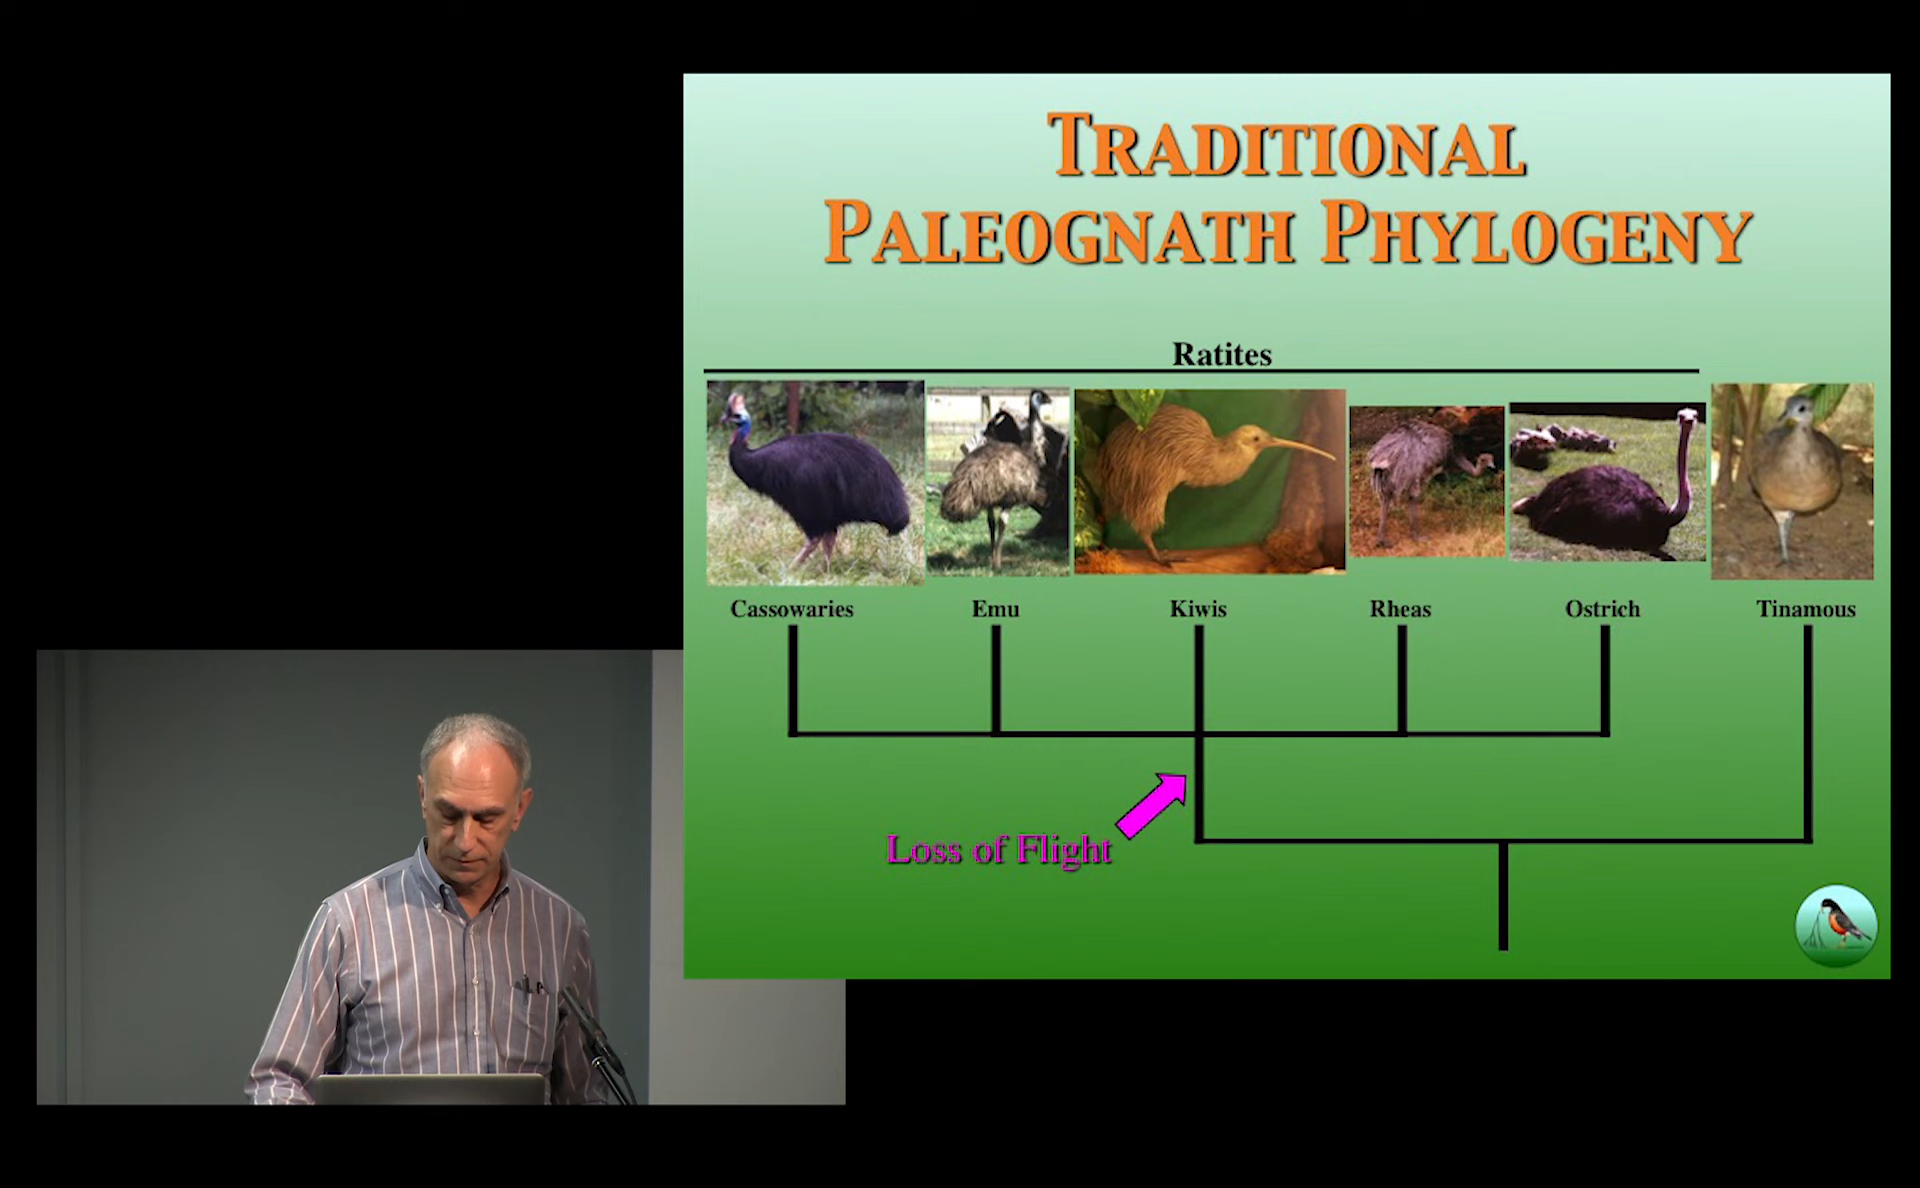 TRADITIONAL
PALEOGNATH PHYLOGENY
Ratites
Cassowaries Emu Kiwis Rheas Ostrich Tinamous
Loss of Flight